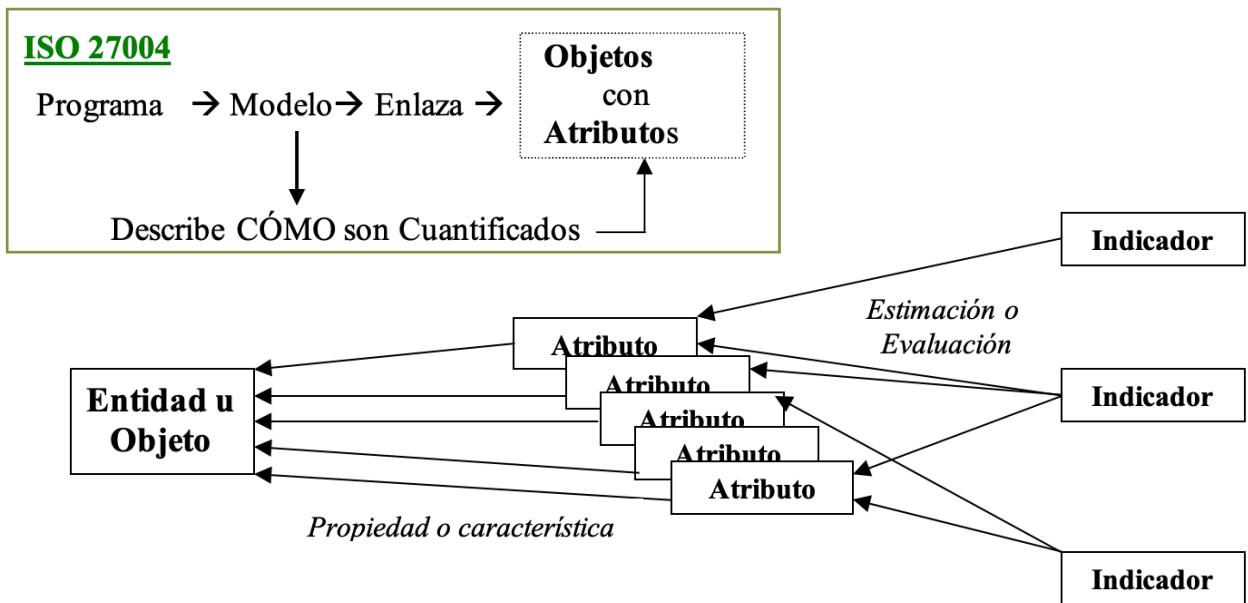 ISO 27004
Objetos
con
Atributos
Programa → Modelo → Enlaza →
Describe CÓMO son Cuantificados
Indicador
Estimación o
Evaluación
Atributo
Atributo
Atributo
Atributo
Atributo
Entidad u
Objeto
Indicador
Propiedad o característica
Indicador